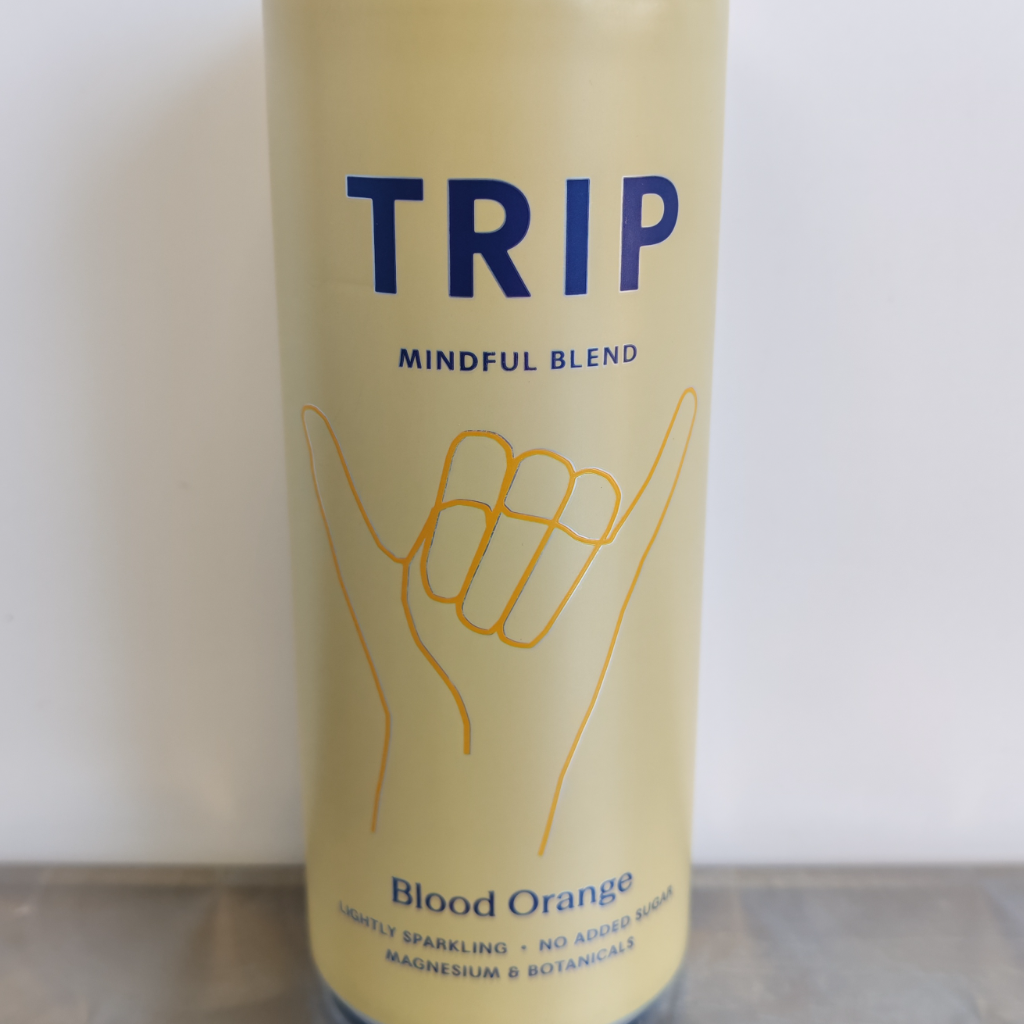 TRIP
MINDFUL BLEND
Blood Orange
LIGHTLY SPARKLING • NO ADDED SUGAR
MAGNESIUM & BOTANICALS